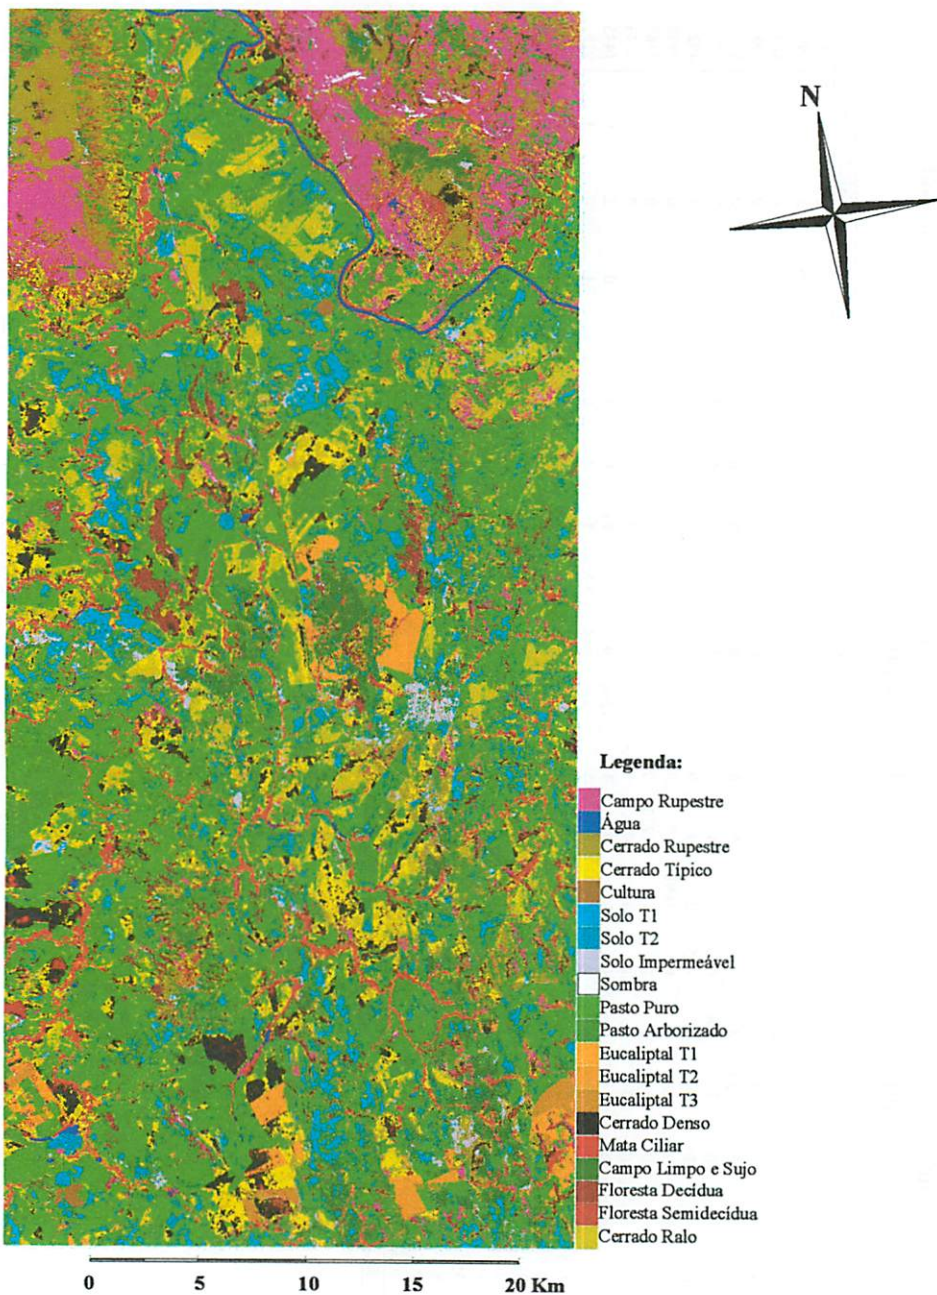 N
Legenda:
Campo Rupestre
Água
Cerrado Rupestre
Cerrado Típico
Cultura
Solo T1
Solo T2
Solo Impermeável
Sombra
Pasto Puro
Pasto Arborizado
Eucaliptal T1
Eucaliptal T2
Eucaliptal T3
Cerrado Denso
Mata Ciliar
Campo Limpo e Sujo
Floresta Decídua
Floresta Semidecídua
Cerrado Ralo
0 5 10 15 20 Km